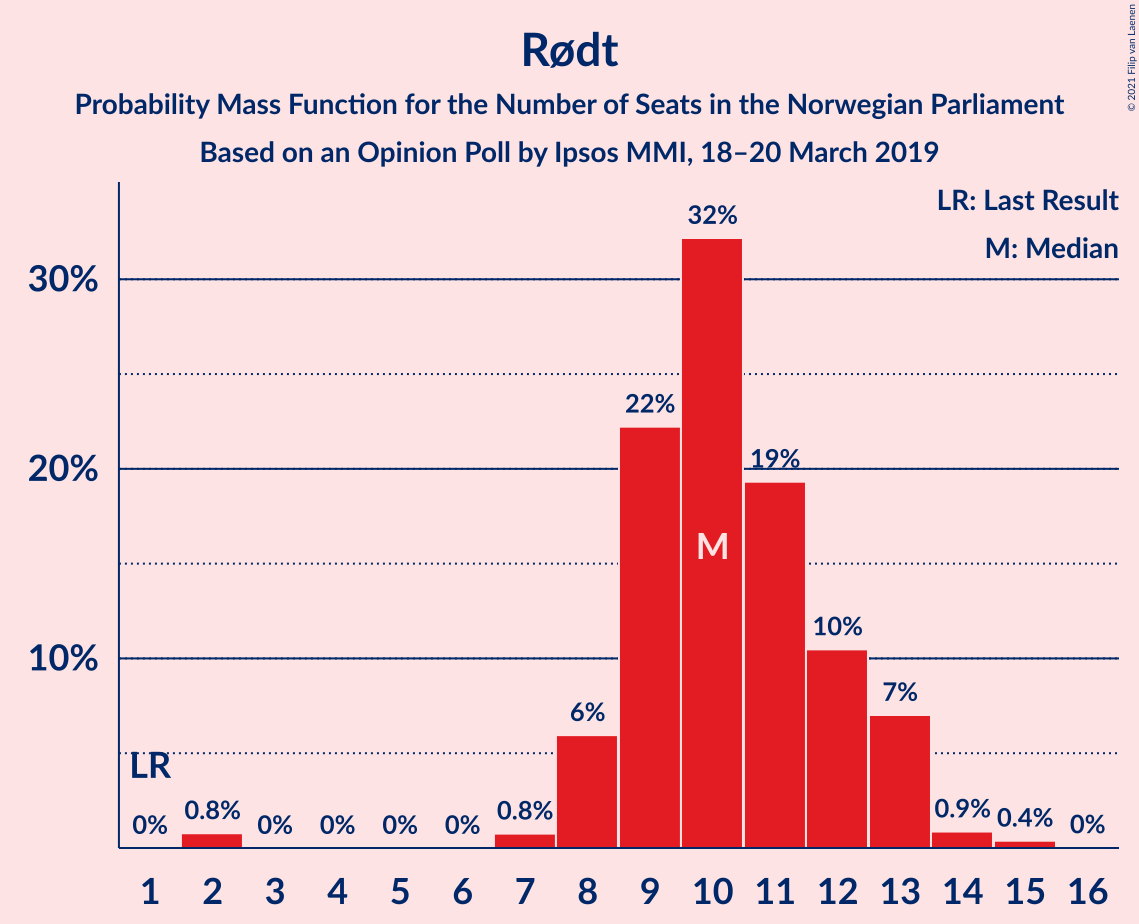 Rødt
Probability Mass Function for the Number of Seats in the Norwegian Parliament
Based on an Opinion Poll by Ipsos MMI, 18–20 March 2019
© 2021 Filip van Laenen
LR: Last Result
M: Median
30%
20%
10%
32%
22%
19%
M
10%
7%
6%
LR
0%
0.8%
0%
0%
0%
0%
0.8%
0.9%
0.4%
0%
1 2 3 4 5 6 7 8 9 10 11 12 13 14 15 16